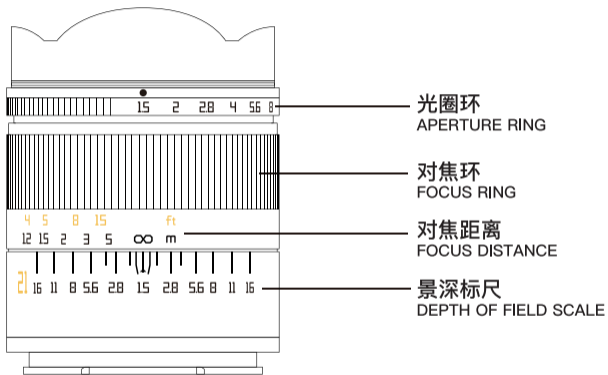 1.5 2 2.8 4 5.6 8
光圈环
APERTURE RING
对焦环
FOCUS RING
4 5 8 15 ft
1.2 1.5 2 3 5 ∞ m
对焦距离
FOCUS DISTANCE
21 16 11 8 5.6 2.8 1.5 2.8 5.6 8 11 16
景深标尺
DEPTH OF FIELD SCALE